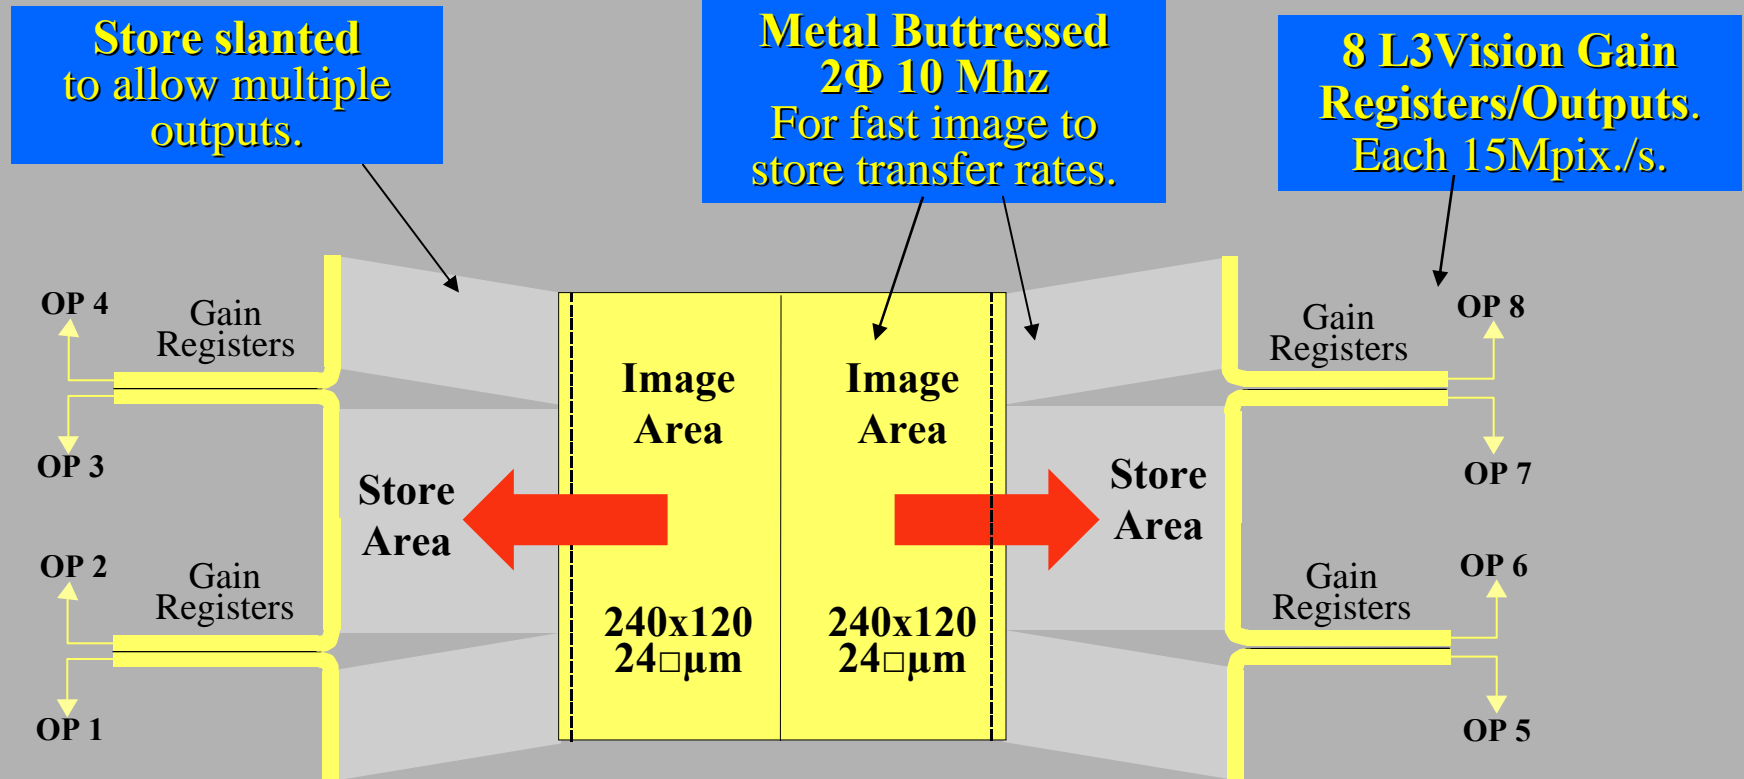 Store slanted
to allow multiple
outputs.
Metal Buttressed
2Φ 10 Mhz
For fast image to
store transfer rates.
8 L3Vision Gain
Registers/Outputs.
Each 15Mpix./s.
OP 4
Gain
Registers
OP 3
OP 2
Gain
Registers
OP 1
Store
Area
Image
Area
240x120
24□µm
Image
Area
240x120
24□µm
Store
Area
Gain
Registers
OP 8
OP 7
Gain
Registers
OP 6
OP 5